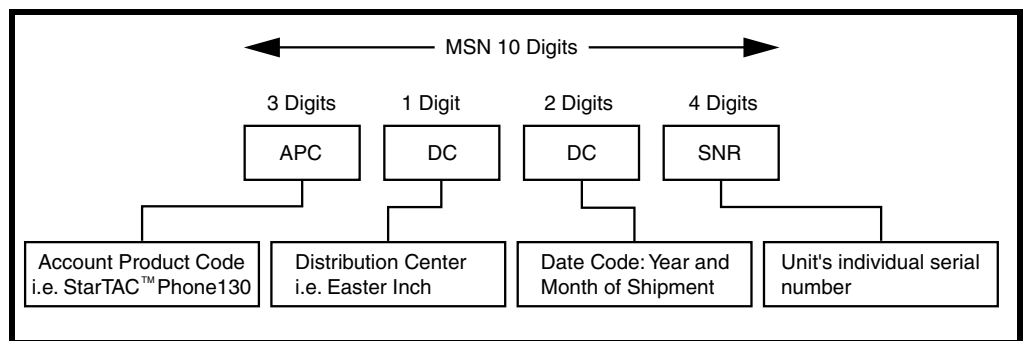 MSN 10 Digits
3 Digits 1 Digit 2 Digits 4 Digits
APC DC DC SNR
Account Product Code
i.e. StarTAC™Phone130
Distribution Center
i.e. Easter Inch
Date Code: Year and
Month of Shipment
Unit's individual serial
number